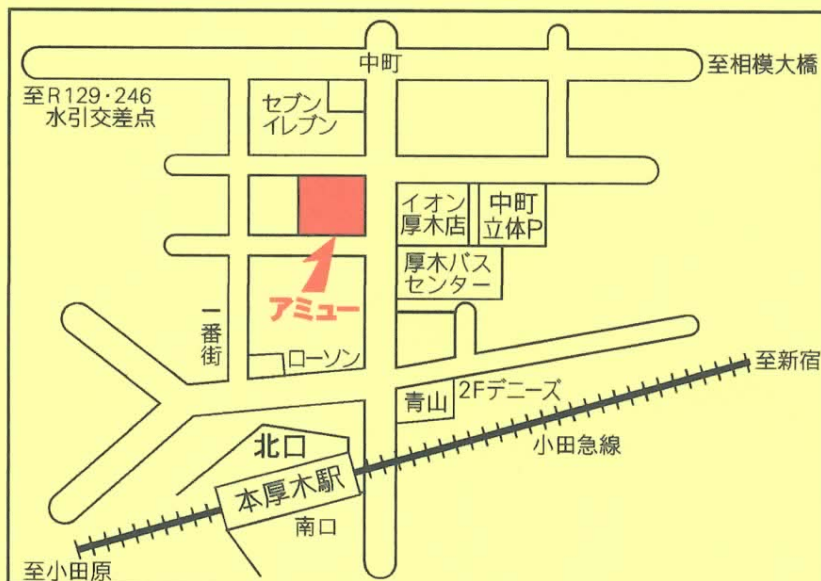 中町
至相模大橋
至R129・246
水引交差点
セブン
イレブン
イオン
厚木店
中町
立体P
厚木バス
センター
アミュー
一番街
ローソン
至新宿
青山
2Fデニーズ
北口
小田急線
本厚木駅
南口
至小田原